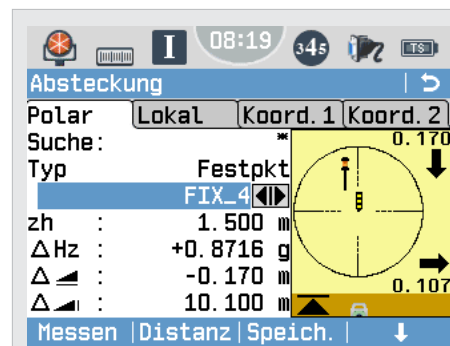 I 08:19 345 TS
Absteckung
Polar Lokal Koord.1 Koord.2
Suche: * 0.170
Typ Festpkt
FIX_4
zh : 1.500 m
ΔHz : +0.8716 g
Δ◢ : -0.170 m 0.107
Δ◢ı : 10.100 m
Messen |Distanz|Speich.| ⬇